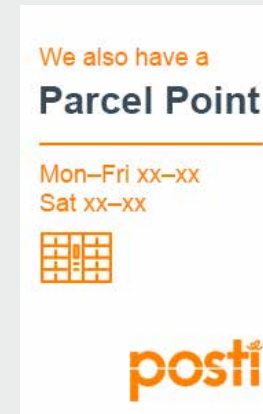 We also have a
Parcel Point
Mon–Fri xx–xx
Sat xx–xx
posti